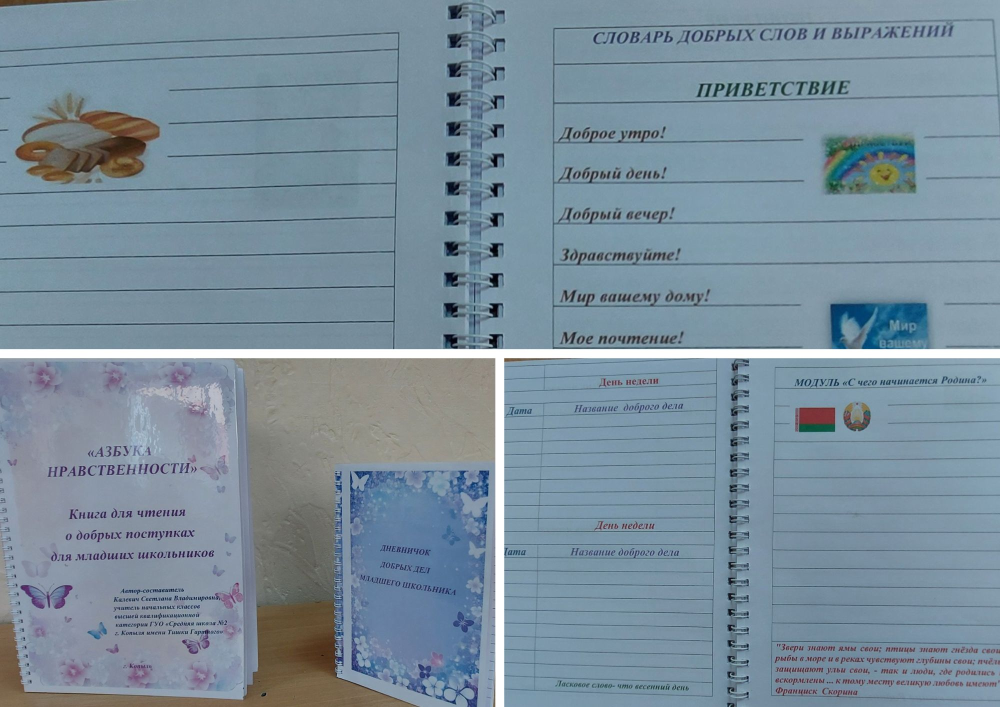 СЛОВАРЬ ДОБРЫХ СЛОВ И ВЫРАЖЕНИЙ
ПРИВЕТСТВИЕ
Доброе утро!
Добрый день!
Добрый вечер!
Здравствуйте!
Мир вашему дому!
Мое почтение!
Мир
вашему
«АЗБУКА
НРАВСТВЕННОСТИ»
Книга для чтения
о добрых поступках
для младших школьников
Автор-составитель
Калевич Светлана Владимировна,
учитель начальных классов
высшей квалификационной
категории ГУО «Средняя школа №2
г. Копыля имени Тишки Гартного»
г. Копыль
ДНЕВНИЧОК
ДОБРЫХ ДЕЛ
МЛАДШЕГО ШКОЛЬНИКА
День недели
Дата Название доброго дела
День недели
Дата Название доброго дела
Ласковое слово- что весенний день
МОДУЛЬ «С чего начинается Родина?»
"Звери знают ямы свои; птицы знают гнёзда свои
рыбы в море и в реках чувствуют глубины свои; пчёлы
защищают ульи свои, - так и люди, где родились
вскормлены ... к тому месту великую любовь имеют"
Франциск Скорина